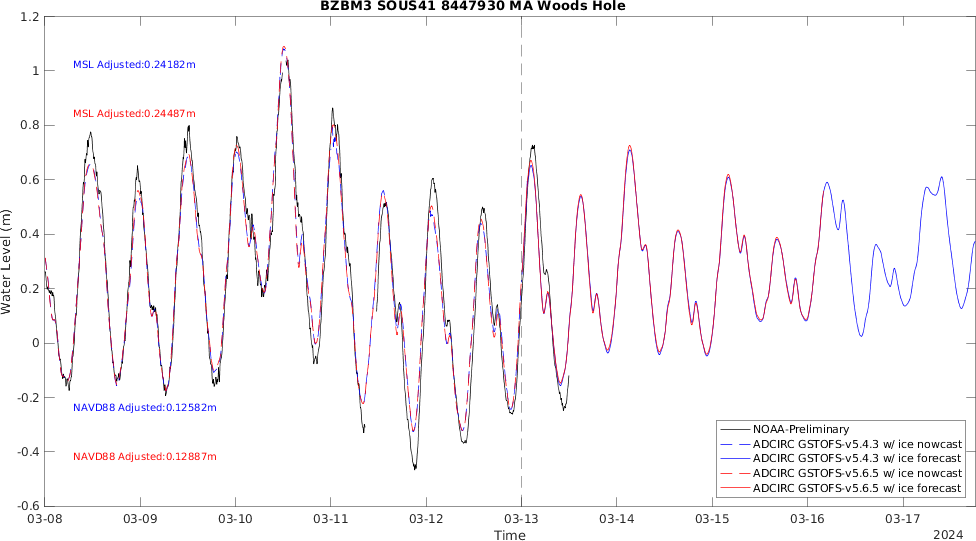 BZBM3 SOUS41 8447930 MA Woods Hole
1.2
1
0.8
0.6
0.4
0.2
0
-0.2
-0.4
-0.6
Water Level (m)
MSL Adjusted:0.24182m
MSL Adjusted:0.24487m
NAVD88 Adjusted:0.12582m
NAVD88 Adjusted:0.12887m
NOAA-Preliminary
ADCIRC GSTOFS-v5.4.3 w/ ice nowcast
ADCIRC GSTOFS-v5.4.3 w/ ice forecast
ADCIRC GSTOFS-v5.6.5 w/ ice nowcast
ADCIRC GSTOFS-v5.6.5 w/ ice forecast
03-08 03-09 03-10 03-11 03-12 03-13 03-14 03-15 03-16 03-17
Time
2024